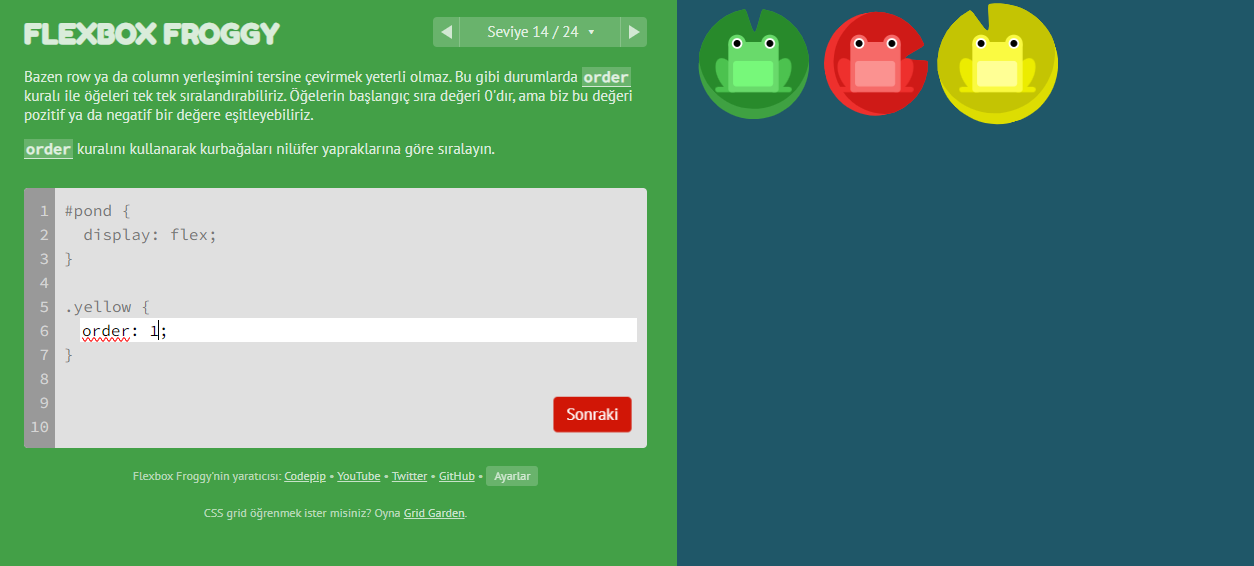 FLEXBOX FROGGY
Seviye 14 / 24 ▾
Bazen row ya da column yerleşimini tersine çevirmek yeterli olmaz. Bu gibi durumlarda order
kuralı ile öğeleri tek tek sıralandırabiliriz. Öğelerin başlangıç sıra değeri 0'dır, ama biz bu değeri
pozitif ya da negatif bir değere eşitleyebiliriz.
order kuralını kullanarak kurbağaları nilüfer yapraklarına göre sıralayın.
1 #pond {
2 display: flex;
3 }
4
5 .yellow {
6 order: 1;
7 }
8
9
10
Sonraki
Flexbox Froggy'nin yaratıcısı: Codepip • YouTube • Twitter • GitHub • Ayarlar
CSS grid öğrenmek ister misiniz? Oyna Grid Garden.